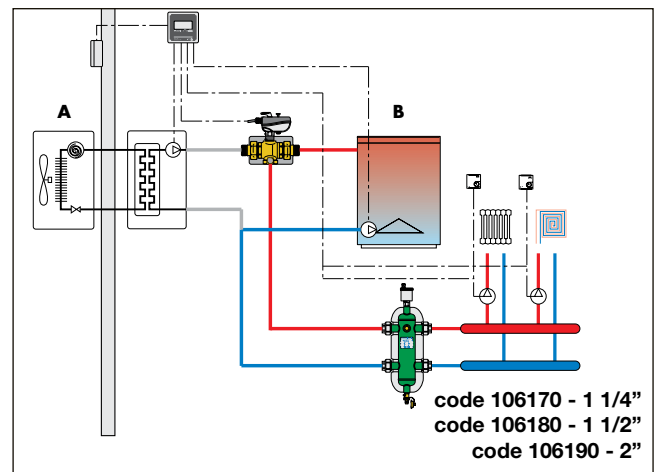 A
B
code 106170 - 1 1/4”
code 106180 - 1 1/2”
code 106190 - 2”